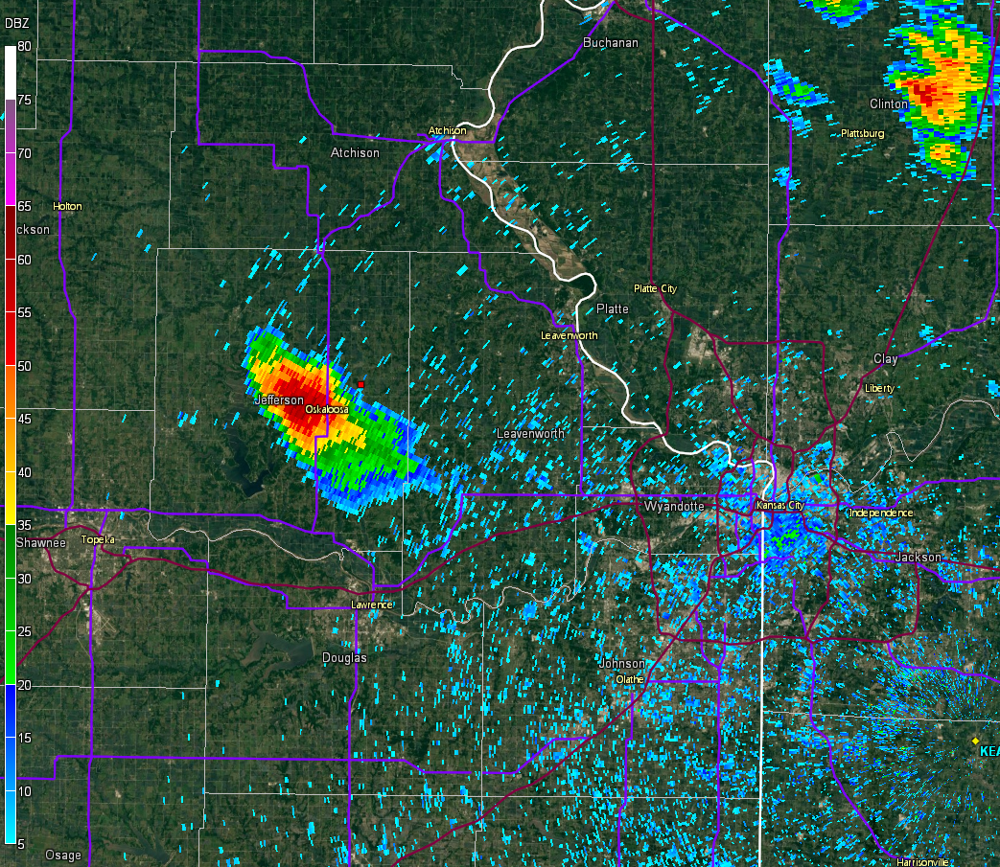 DBZ
80
75
70
65
60
55
50
45
40
35
30
25
20
15
10
5
Buchanan
Clinton
Atchison
Plattsburg
Atchison
Holton
ckson
Platte City
Platte
Leavenworth
Clay
Liberty
Jefferson
Oskaloosa
Leavenworth
Wyandotte
Kansas City
Independence
Shawnee
Topeka
Jackson
Lawrence
Douglas
Johnson
Olathe
KEA
Osage
Harrisonville